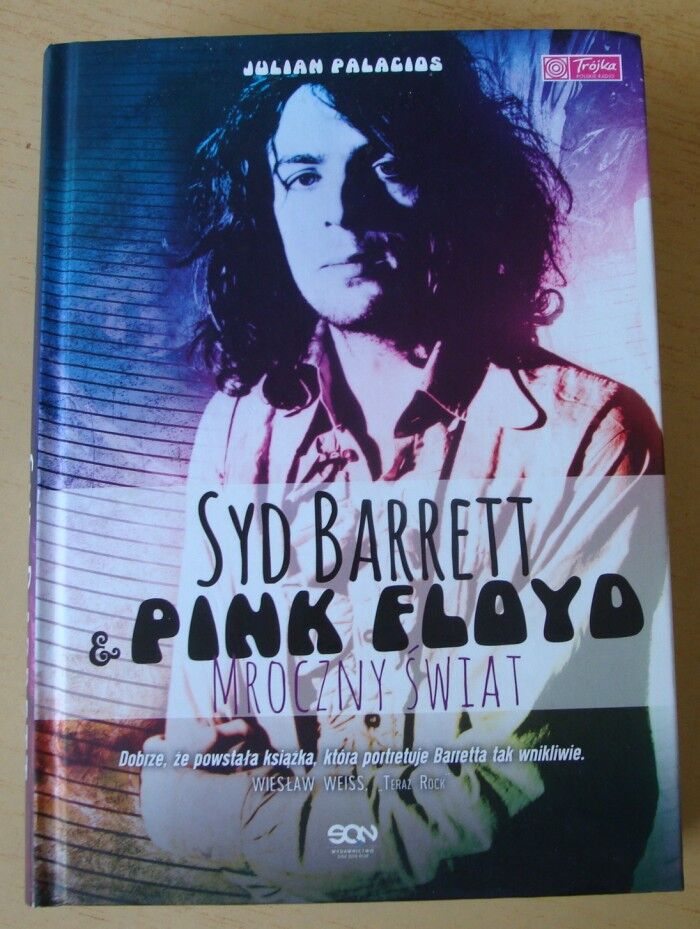 JULIAN PALACIOS
Trójka
POLSKIE RADIO
SYD BARRETT
& PINK FLOYD
MROCZNY ŚWIAT
Dobrze, że powstała książka, która portretuje Barretta tak wnikliwie.
WIESŁAW WEISS, „TERAZ ROCK”
SQN
WYDAWNICTWO